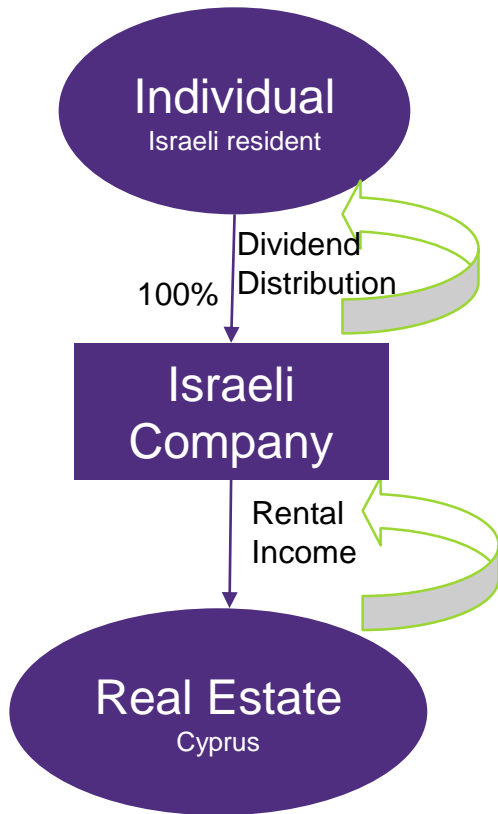 Individual
Israeli resident
Dividend
Distribution
100%
Israeli
Company
Rental
Income
Real Estate
Cyprus